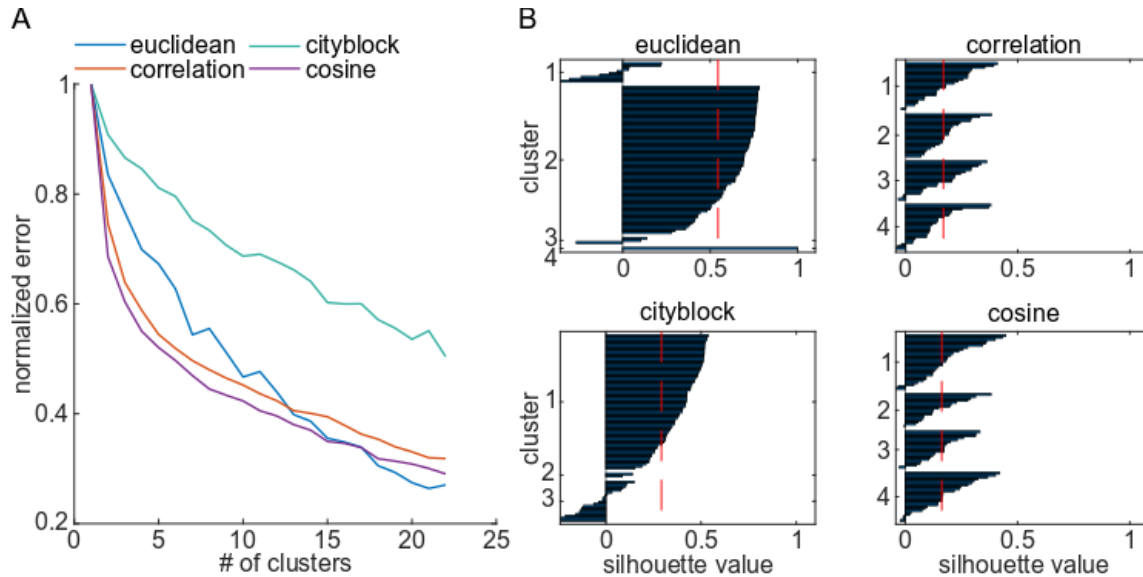 A
euclidean
cityblock
correlation
cosine
normalized error
1
0.8
0.6
0.4
0.2
0
5
10
15
20
25
# of clusters
B
euclidean
cluster
1
2
3
4
0
0.5
1
correlation
1
2
3
4
0
0.5
1
cityblock
cluster
1
2
3
0
0.5
1
silhouette value
cosine
1
2
3
4
0
0.5
1
silhouette value